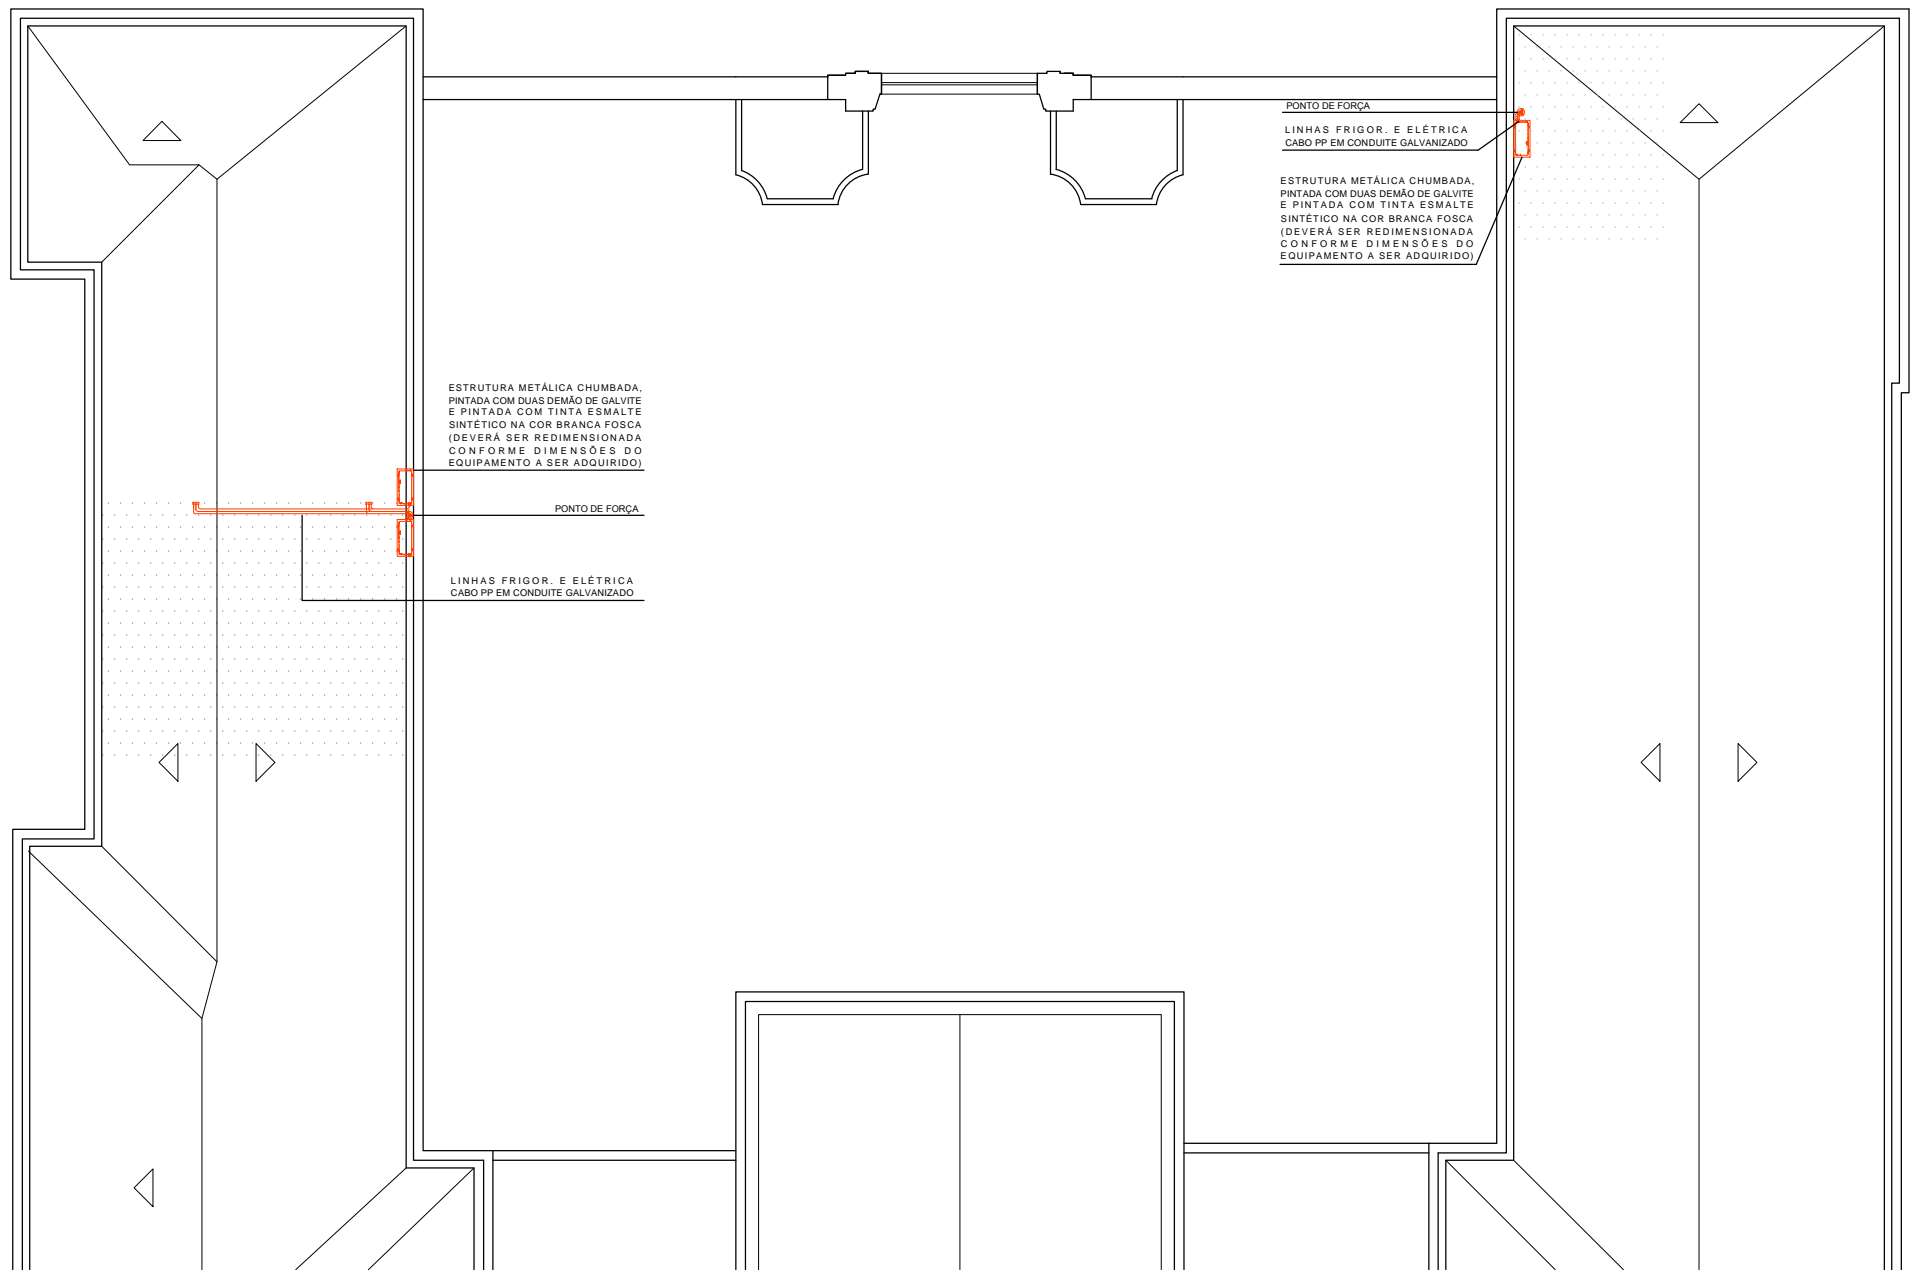 PONTO DE FORÇA
LINHAS FRIGOR. E ELÉTRICA
CABO PP EM CONDUITE GALVANIZADO
ESTRUTURA METÁLICA CHUMBADA,
PINTADA COM DUAS DEMÃO DE GALVITE
E PINTADA COM TINTA ESMALTE
SINTÉTICO NA COR BRANCA FOSCA
(DEVERÁ SER REDIMENSIONADA
CONFORME DIMENSÕES DO
EQUIPAMENTO A SER ADQUIRIDO)
ESTRUTURA METÁLICA CHUMBADA,
PINTADA COM DUAS DEMÃO DE GALVITE
E PINTADA COM TINTA ESMALTE
SINTÉTICO NA COR BRANCA FOSCA
(DEVERÁ SER REDIMENSIONADA
CONFORME DIMENSÕES DO
EQUIPAMENTO A SER ADQUIRIDO)
PONTO DE FORÇA
LINHAS FRIGOR. E ELÉTRICA
CABO PP EM CONDUITE GALVANIZADO